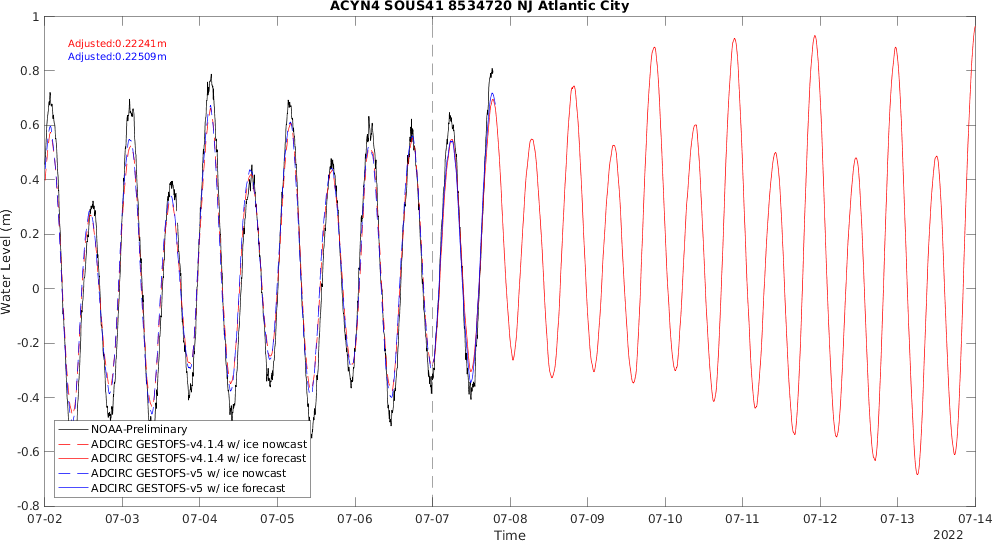 ACYN4 SOUS41 8534720 NJ Atlantic City
Adjusted:0.22241m
Adjusted:0.22509m
1
0.8
0.6
0.4
0.2
0
-0.2
-0.4
-0.6
-0.8
Water Level (m)
NOAA-Preliminary
ADCIRC GESTOFS-v4.1.4 w/ ice nowcast
ADCIRC GESTOFS-v4.1.4 w/ ice forecast
ADCIRC GESTOFS-v5 w/ ice nowcast
ADCIRC GESTOFS-v5 w/ ice forecast
07-02 07-03 07-04 07-05 07-06 07-07 07-08 07-09 07-10 07-11 07-12 07-13 07-14
Time
2022